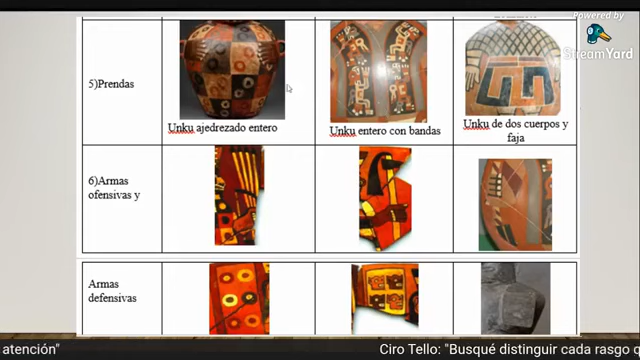 Powered by
StreamYard
5)Prendas
Unku ajedrezado entero
Unku entero con bandas
Unku de dos cuerpos y
faja
6)Armas
ofensivas y
Armas
defensivas
atención"
Ciro Tello: "Busqué distinguir cada rasgo